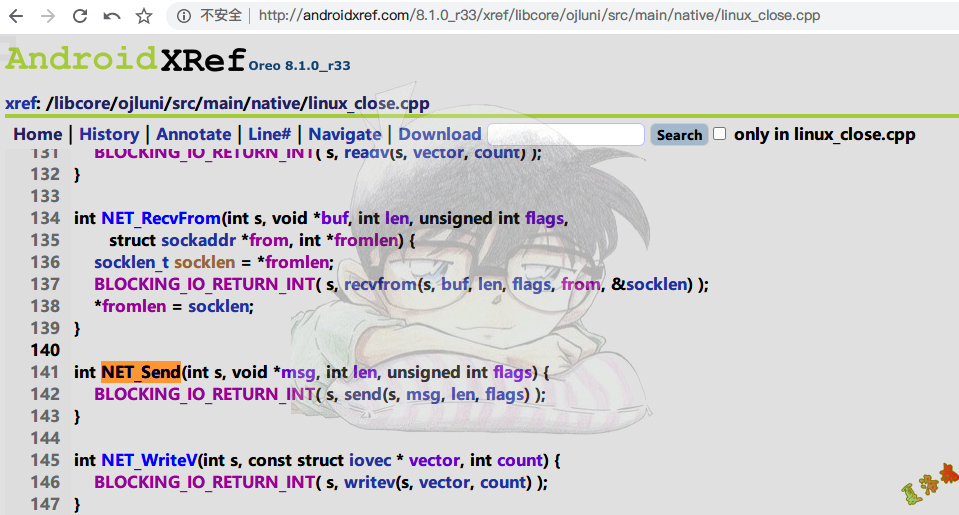 不安全 | http://androidxref.com/8.1.0_r33/xref/libcore/ojluni/src/main/native/linux_close.cpp
AndroidXRef Oreo 8.1.0_r33
xref: /libcore/ojluni/src/main/native/linux_close.cpp
Home | History | Annotate | Line# | Navigate | Download Search only in linux_close.cpp
131 BLOCKING_IO_RETURN_INT( s, readv(s, vector, count) );
132 }
133
134 int NET_RecvFrom(int s, void *buf, int len, unsigned int flags,
135 struct sockaddr *from, int *fromlen) {
136 socklen_t socklen = *fromlen;
137 BLOCKING_IO_RETURN_INT( s, recvfrom(s, buf, len, flags, from, &socklen) );
138 *fromlen = socklen;
139 }
140
141 int NET_Send(int s, void *msg, int len, unsigned int flags) {
142 BLOCKING_IO_RETURN_INT( s, send(s, msg, len, flags) );
143 }
144
145 int NET_WriteV(int s, const struct iovec * vector, int count) {
146 BLOCKING_IO_RETURN_INT( s, writev(s, vector, count) );
147 }